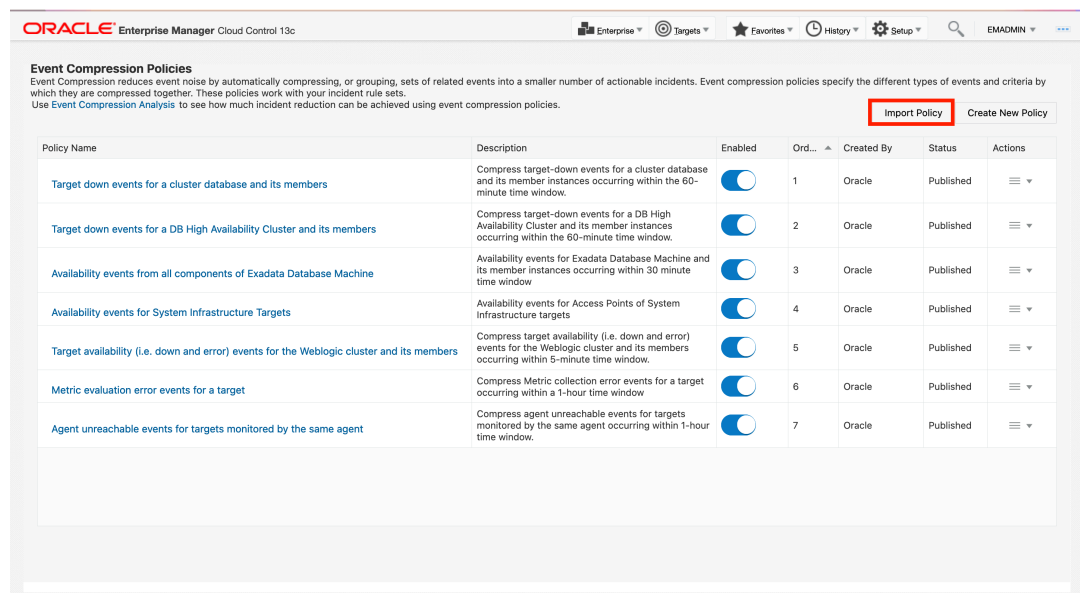 ORACLE Enterprise Manager Cloud Control 13c
Enterprise
Targets
Favorites
History
Setup
EMADMIN
Event Compression Policies
Event Compression reduces event noise by automatically compressing, or grouping, sets of related events into a smaller number of actionable incidents. Event compression policies specify the different types of events and criteria by
which they are compressed together. These policies work with your incident rule sets.
Use Event Compression Analysis to see how much incident reduction can be achieved using event compression policies.
Import Policy
Create New Policy
Policy Name
Description
Enabled
Ord...
Created By
Status
Actions
Target down events for a cluster database and its members
Compress target-down events for a cluster database
and its member instances occurring within the 60-
minute time window.
1
Oracle
Published
Target down events for a DB High Availability Cluster and its members
Compress target-down events for a DB High
Availability Cluster and its member instances
occurring within the 60-minute time window.
2
Oracle
Published
Availability events from all components of Exadata Database Machine
Availability events for Exadata Database Machine and
its member instances occurring within 30 minute
time window
3
Oracle
Published
Availability events for System Infrastructure Targets
Availability events for Access Points of System
Infrastructure targets
4
Oracle
Published
Target availability (i.e. down and error) events for the Weblogic cluster and its members
Compress target availability (i.e. down and error)
events for the Weblogic cluster and its members
occurring within 5-minute time window.
5
Oracle
Published
Metric evaluation error events for a target
Compress Metric collection error events for a target
occurring within a 1-hour time window
6
Oracle
Published
Agent unreachable events for targets monitored by the same agent
Compress agent unreachable events for targets
monitored by the same agent occurring within 1-hour
time window.
7
Oracle
Published